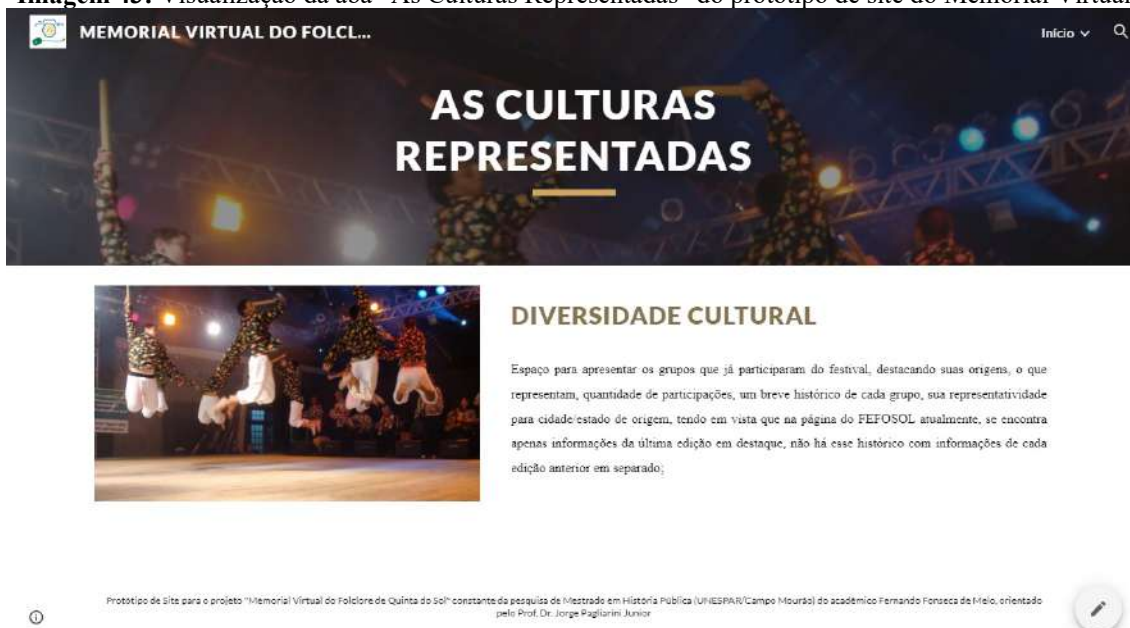 Imagem 45: Visualização da aba "As Culturas Representadas" do protótipo de site do Memorial Virtual
MEMORIAL VIRTUAL DO FOLCL...
Início
AS CULTURAS
REPRESENTADAS
DIVERSIDADE CULTURAL
Espaço para apresentar os grupos que já participaram do festival, destacando suas origens, o que
representam, quantidade de participações, um breve histórico de cada grupo, sua representatividade
para cidade/estado de origem, tendo em vista que na página do FEFOSOL atualmente, se encontra
apenas informações da última edição em destaque, não há esse histórico com informações de cada
edição anterior em separado;
Protótipo de Site para o projeto "Memorial Virtual do Folclore de Quinta do Sol" constante da pesquisa de Mestrado em História Pública (UNESPAR/Campo Mourão) do acadêmico Fernando Fonseca de Melo, orientado
pelo Prof. Dr. Jorge Pagliarini Junior